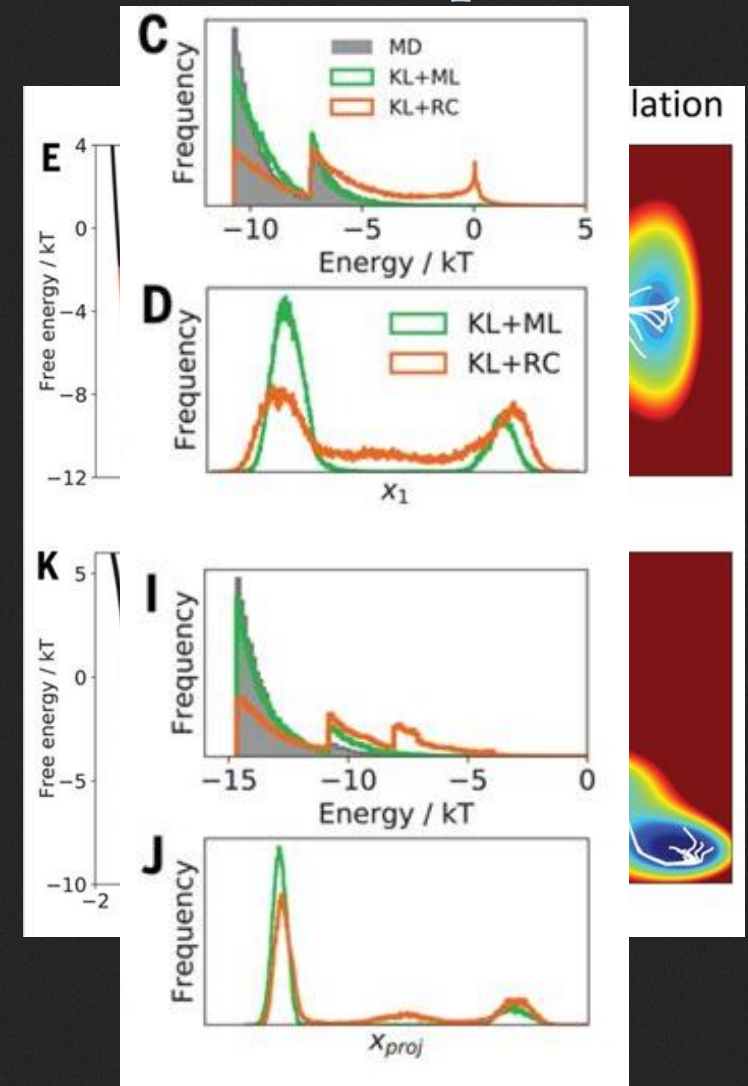 C
MD
KL+ML
KL+RC
Frequency
−10 −5 0 5
Energy / kT
lation
E
4
0
−4
−8
−12
Free energy / kT
D
KL+ML
KL+RC
Frequency
x1
K
5
0
−5
−10
−2
Free energy / kT
I
Frequency
−15 −10 −5 0
Energy / kT
J
Frequency
xproj